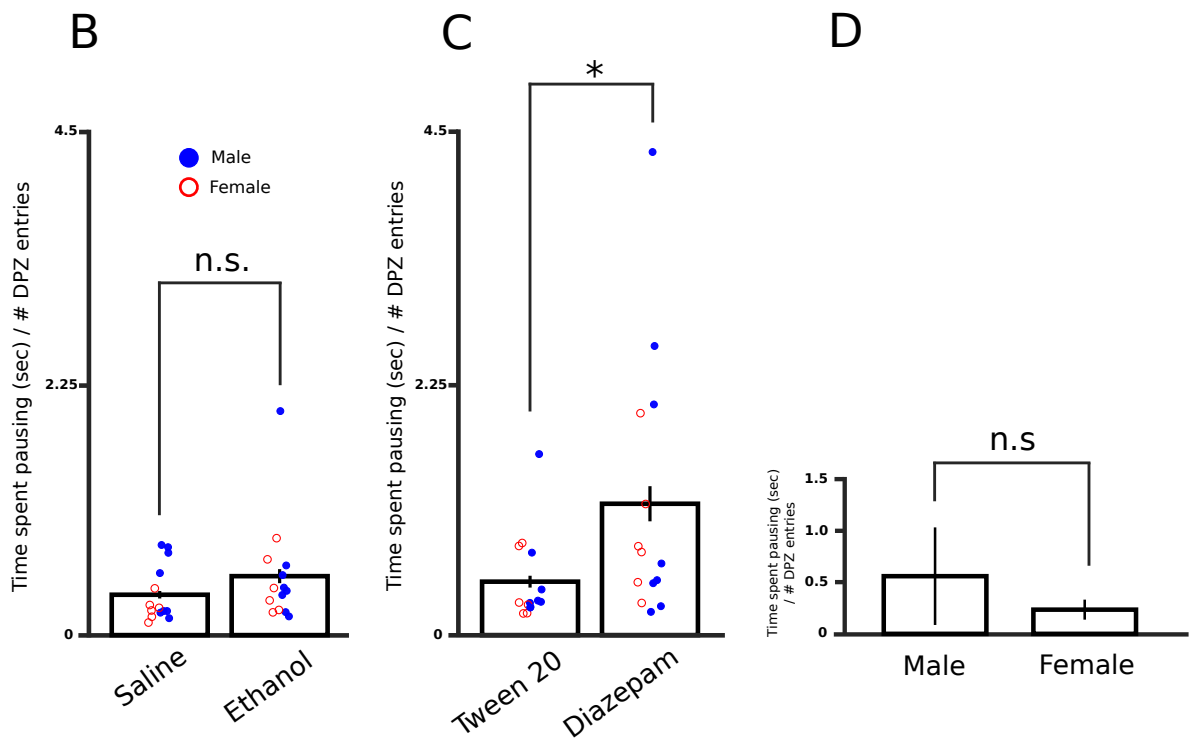 B
Time spent pausing (sec) / # DPZ entries
4.5
2.25
0
Male
Female
n.s.
Saline
Ethanol
C
Time spent pausing (sec) / # DPZ entries
4.5
2.25
0
*
Tween 20
Diazepam
D
Time spent pausing (sec)
/ # DPZ entries
1.5
1.0
0.5
0
n.s
Male
Female